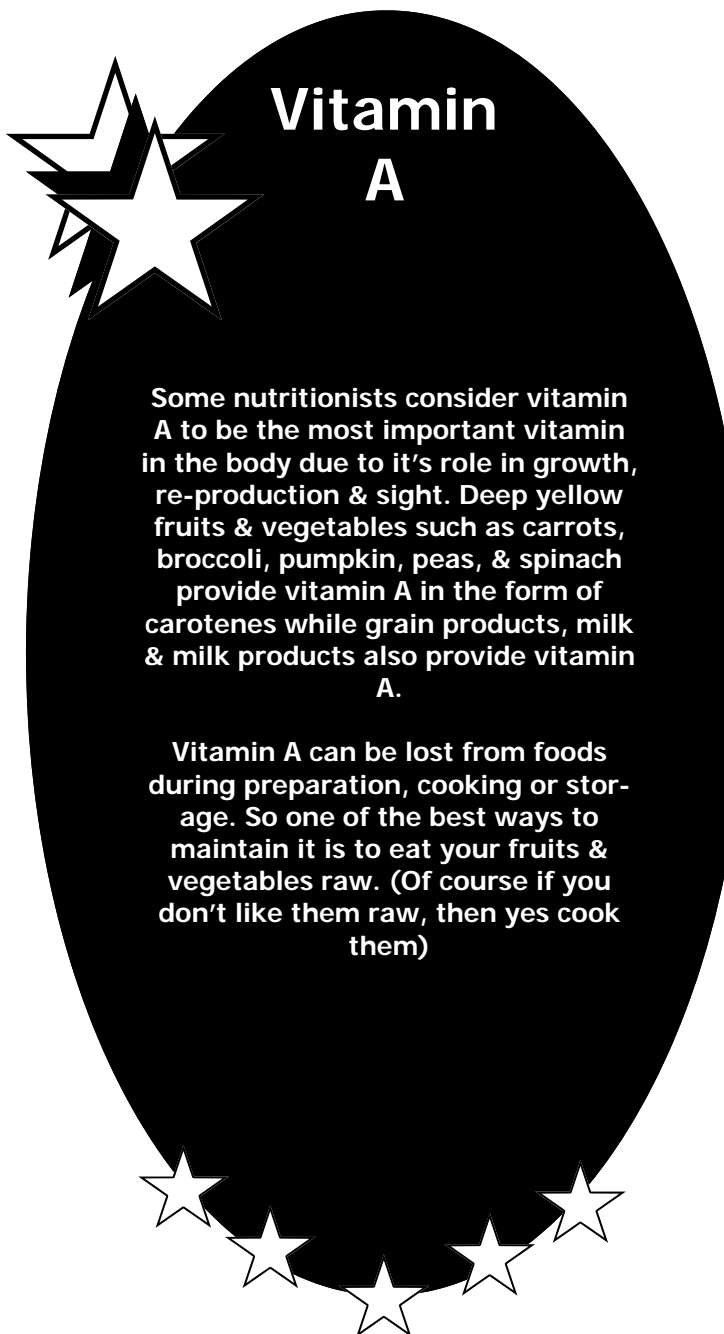 Vitamin
A
Some nutritionists consider vitamin
A to be the most important vitamin
in the body due to it's role in growth,
re-production & sight. Deep yellow
fruits & vegetables such as carrots,
broccoli, pumpkin, peas, & spinach
provide vitamin A in the form of
carotenes while grain products, milk
& milk products also provide vitamin
A.
Vitamin A can be lost from foods
during preparation, cooking or stor-
age. So one of the best ways to
maintain it is to eat your fruits &
vegetables raw. (Of course if you
don't like them raw, then yes cook
them)